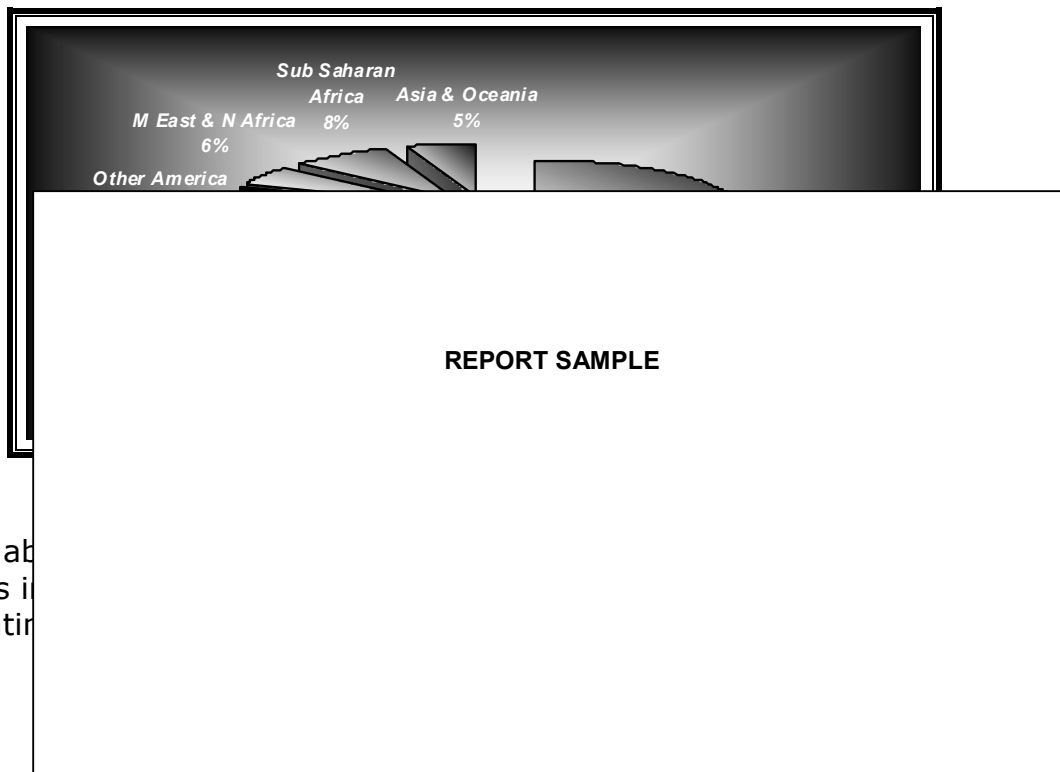 Sub Saharan
Africa
8%
Asia & Oceania
5%
M East & N Africa
6%
Other America
REPORT SAMPLE